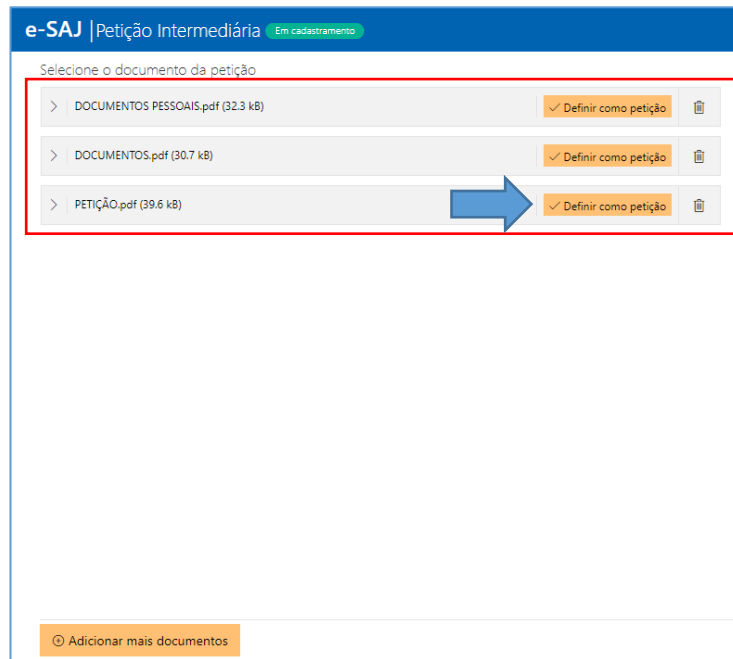 e-SAJ | Petição Intermediária Em cadastramento
Selecione o documento da petição
DOCUMENTOS PESSOAIS.pdf (32.3 kB) Definir como petição
DOCUMENTOS.pdf (30.7 kB) Definir como petição
PETIÇÃO.pdf (39.6 kB) Definir como petição
Adicionar mais documentos